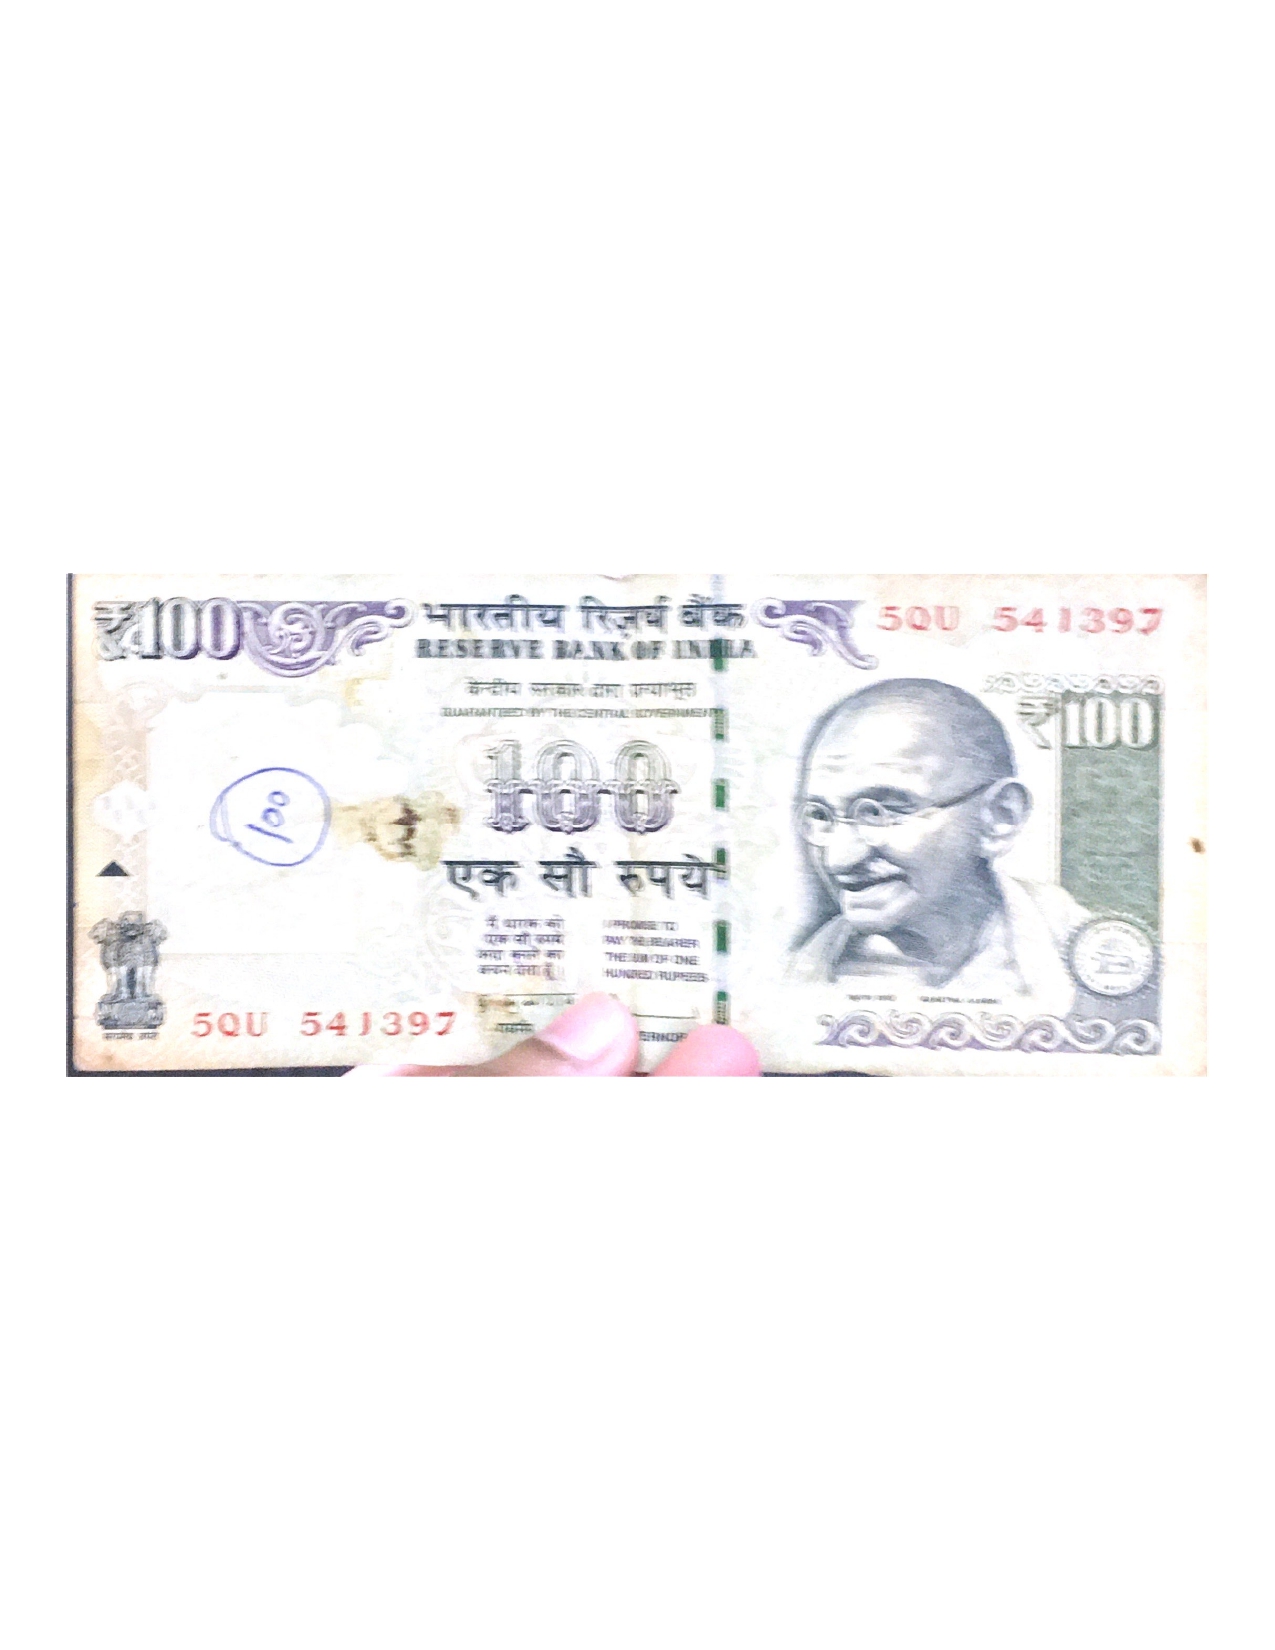 ₹100
भारतीय रिज़र्व बैंक
RESERVE BANK OF INDIA
5QU 541397
केन्द्रीय सरकार द्वारा प्रत्याभूत
GUARANTEED BY THE CENTRAL GOVERNMENT
₹100
100
100
एक सौ रुपये
मैं धारक को
एक सौ रुपये
अदा करने का
वचन देता हूँ।
I PROMISE TO
PAY THE BEARER
THE SUM OF ONE
HUNDRED RUPEES
5QU 541397